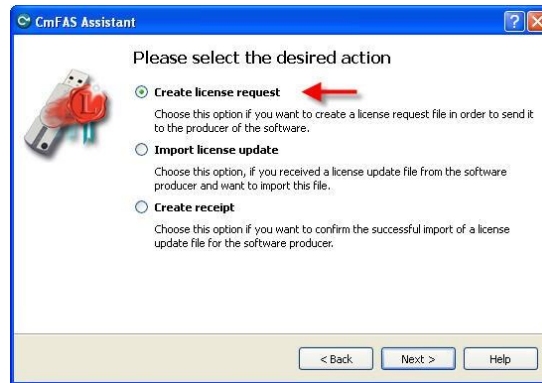 CmFAS Assistant
Please select the desired action
Create license request
Choose this option if you want to create a license request file in order to send it
to the producer of the software.
Import license update
Choose this option, if you received a license update file from the software
producer and want to import this file.
Create receipt
Choose this option if you want to confirm the successful import of a license
update file for the software producer.
< Back Next > Help